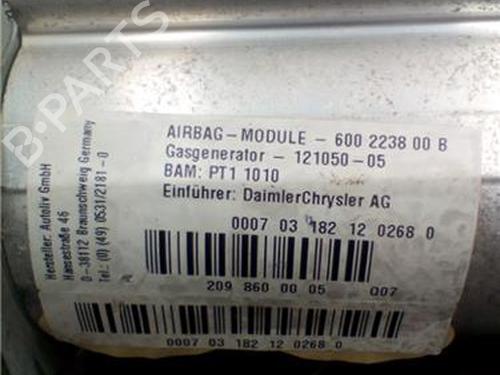 B-PARTS
AIRBAG-MODULE - 600 2238 00 B
Gasgenerator - 121050-05
BAM: PT1 1010
Einführer: DaimlerChrysler AG
0007 03 182 12 0268 0
209 860 00 05 Q07
0007 03 182 12 0268 0
Hersteller: Autoliv GmbH
Hansestraße 46
D-38112 Braunschweig Germany
Tel.: (0) (49) 0531/2181-0